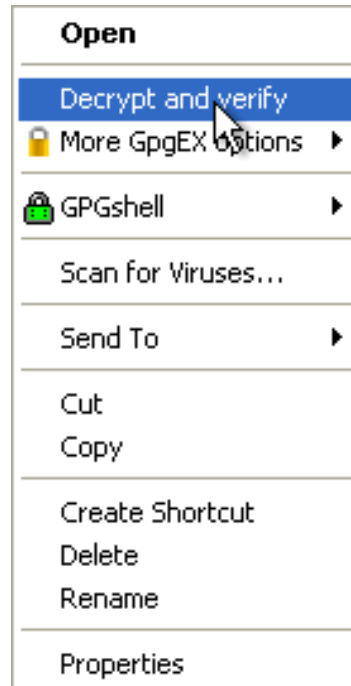 Open
Decrypt and verify
More GpgEX options
GPGshell
Scan for Viruses...
Send To
Cut
Copy
Create Shortcut
Delete
Rename
Properties